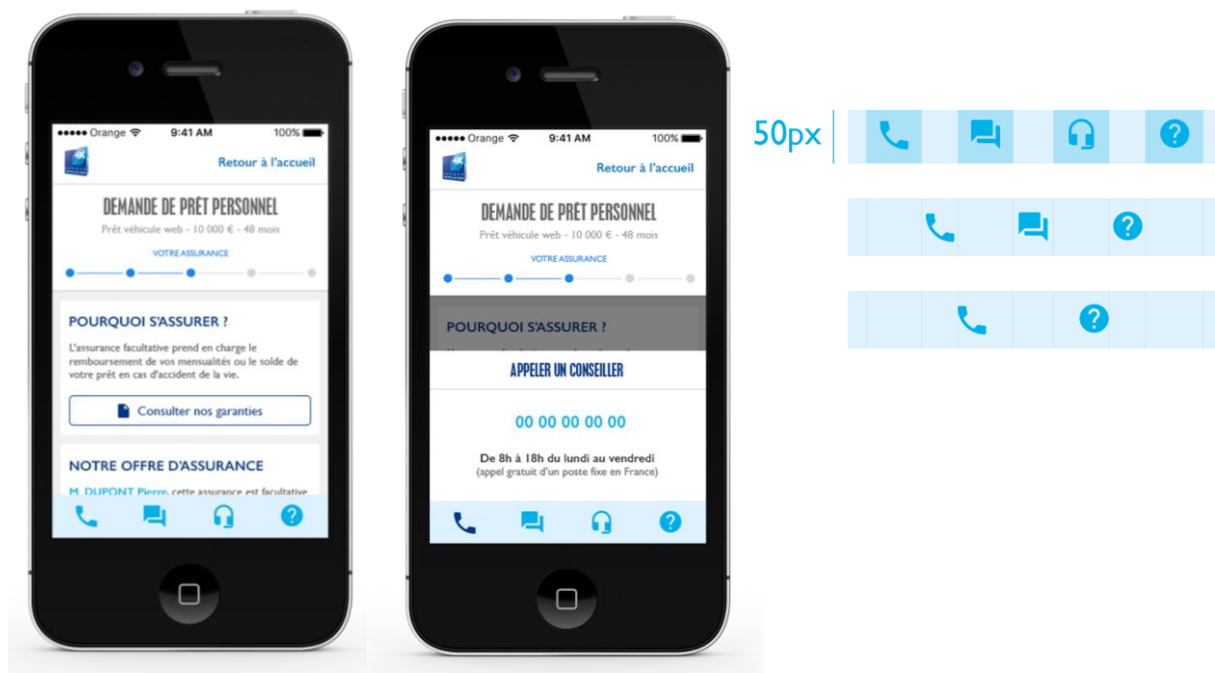 Orange 9:41 AM 100%
Retour à l'accueil
DEMANDE DE PRÊT PERSONNEL
Prêt véhicule web - 10 000 € - 48 mois
VOTRE ASSURANCE
POURQUOI S'ASSURER ?
L'assurance facultative prend en charge le
remboursement de vos mensualités ou le solde de
votre prêt en cas d'accident de la vie.
Consulter nos garanties
NOTRE OFFRE D'ASSURANCE
M. DUPONT Pierre, cette assurance est facultative
Orange 9:41 AM 100%
Retour à l'accueil
DEMANDE DE PRÊT PERSONNEL
Prêt véhicule web - 10 000 € - 48 mois
VOTRE ASSURANCE
POURQUOI S'ASSURER ?
APPELER UN CONSEILLER
00 00 00 00 00
De 8h à 18h du lundi au vendredi
(appel gratuit d'un poste fixe en France)
50px